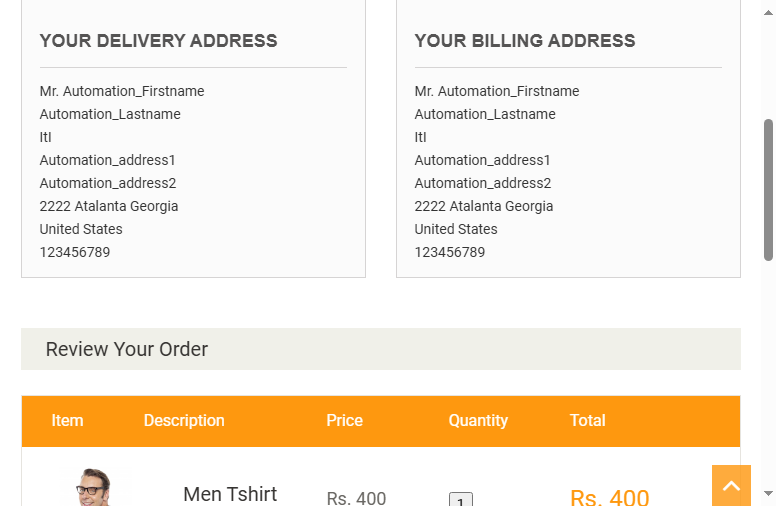 YOUR DELIVERY ADDRESS
Mr. Automation_Firstname
Automation_Lastname
ItI
Automation_address1
Automation_address2
2222 Atalanta Georgia
United States
123456789
YOUR BILLING ADDRESS
Mr. Automation_Firstname
Automation_Lastname
ItI
Automation_address1
Automation_address2
2222 Atalanta Georgia
United States
123456789
Review Your Order
Item Description Price Quantity Total
Men Tshirt Rs. 400 1 Rs. 400